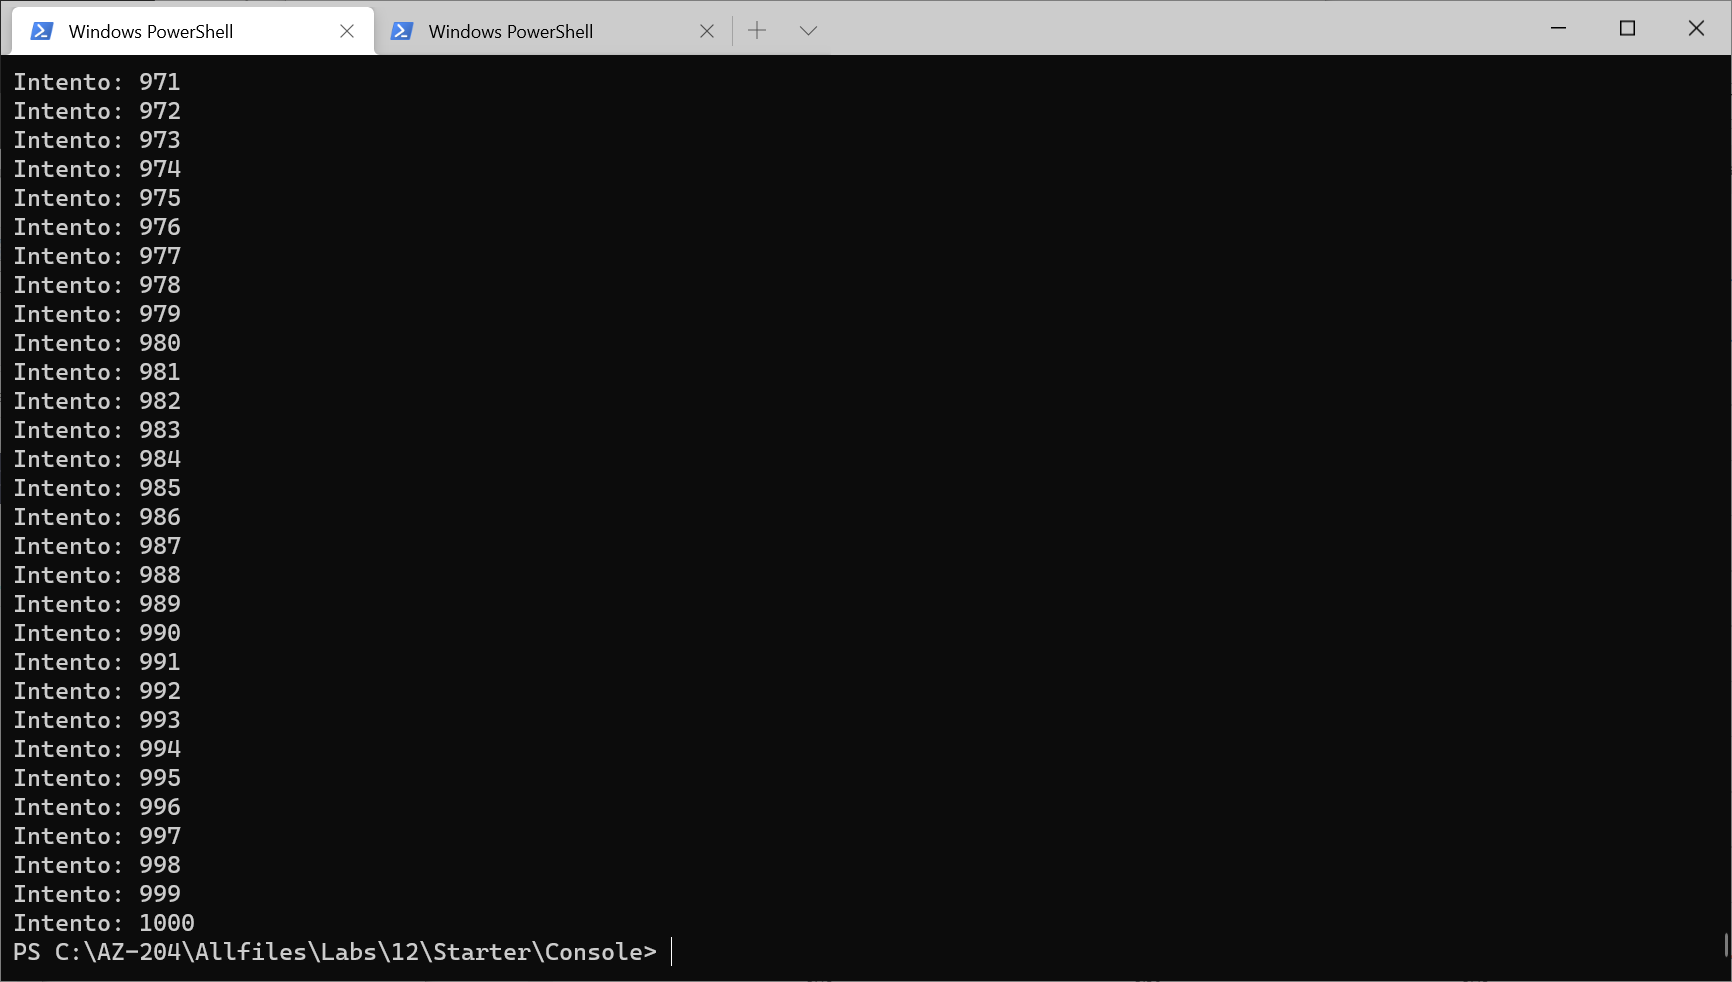 Windows PowerShell
Windows PowerShell
Intento: 971
Intento: 972
Intento: 973
Intento: 974
Intento: 975
Intento: 976
Intento: 977
Intento: 978
Intento: 979
Intento: 980
Intento: 981
Intento: 982
Intento: 983
Intento: 984
Intento: 985
Intento: 986
Intento: 987
Intento: 988
Intento: 989
Intento: 990
Intento: 991
Intento: 992
Intento: 993
Intento: 994
Intento: 995
Intento: 996
Intento: 997
Intento: 998
Intento: 999
Intento: 1000
PS C:\AZ-204\Allfiles\Labs\12\Starter\Console>